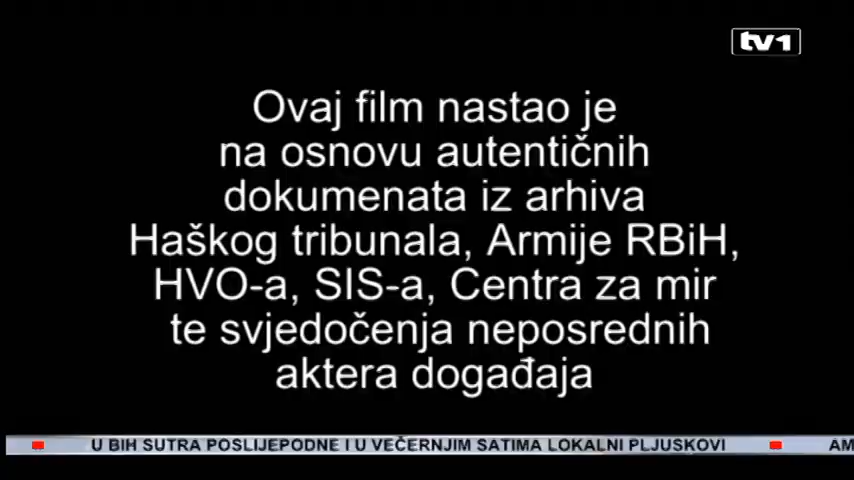 tv1
Ovaj film nastao je
na osnovu autentičnih
dokumenata iz arhiva
Haškog tribunala, Armije RBiH,
HVO-a, SIS-a, Centra za mir
te svjedočenja neposrednih
aktera događaja
U BIH SUTRA POSLIJEPODNE I U VEČERNJIM SATIMA LOKALNI PLJUSKOVI